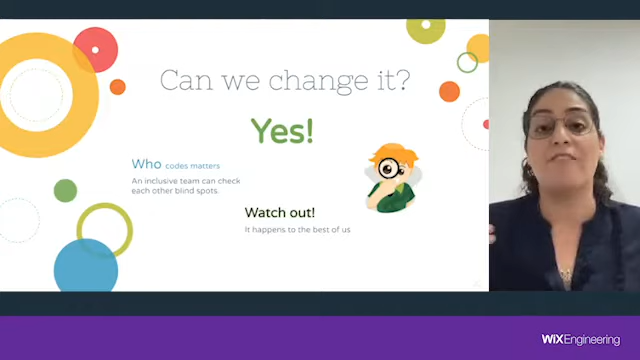 Can we change it?
Yes!
Who codes matters
An inclusive team can check
each other blind spots.
Watch out!
It happens to the best of us
WiXEngineering